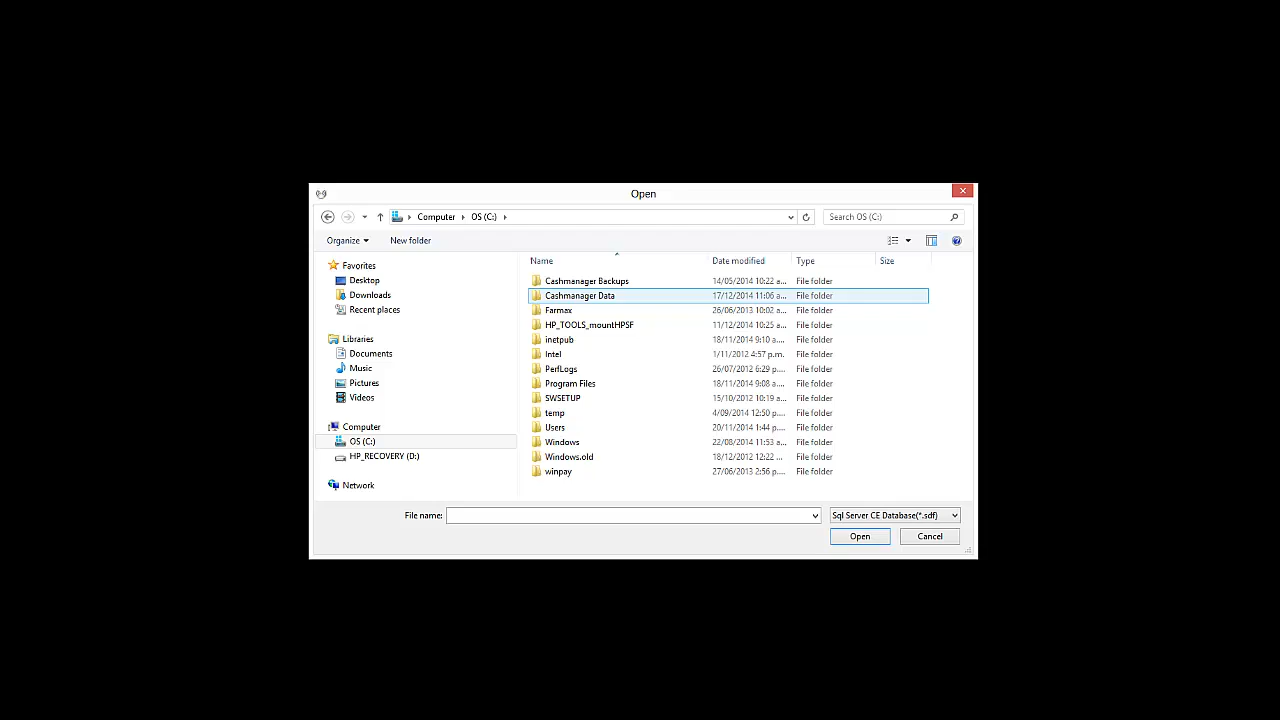 Open
Computer OS (C:)
Search OS (C:)
Organize New folder
Name Date modified Type Size
Favorites
Desktop
Downloads
Recent places
Libraries
Documents
Music
Pictures
Videos
Computer
OS (C:)
HP_RECOVERY (D:)
Network
Cashmanager Backups 14/05/2014 10:22 a... File folder
Cashmanager Data 17/12/2014 11:06 a... File folder
Farmax 26/06/2013 10:02 a... File folder
HP_TOOLS_mountHPSF 11/12/2014 10:25 a... File folder
inetpub 18/11/2014 9:10 a.... File folder
Intel 1/11/2012 4:57 p.m. File folder
PerfLogs 26/07/2012 6:29 p.... File folder
Program Files 18/11/2014 9:08 a.... File folder
SWSETUP 15/10/2012 10:19 a... File folder
temp 4/09/2014 12:50 p.... File folder
Users 20/11/2014 1:44 p.... File folder
Windows 22/08/2014 11:53 a... File folder
Windows.old 18/12/2012 12:22 ... File folder
winpay 27/06/2013 2:56 p.... File folder
File name: Sql Server CE Database(*.sdf)
Open Cancel